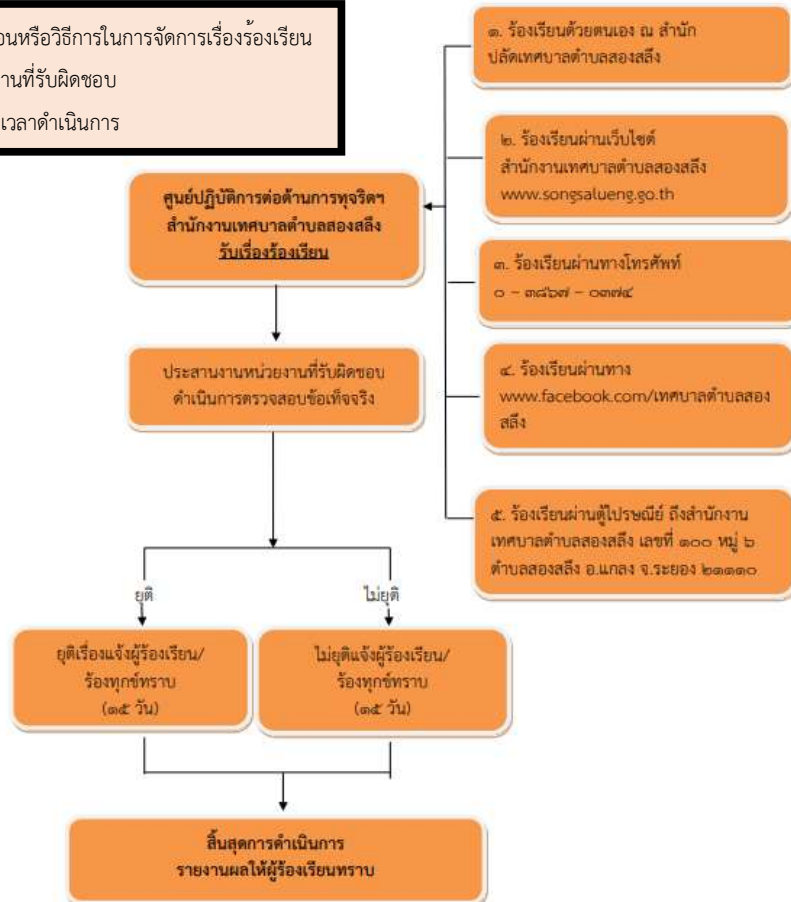 หรือวิธีการในการจัดการเรื่องร้องเรียน
ที่รับผิดชอบ
เวลาดำเนินการ
ศูนย์ปฏิบัติการต่อต้านการทุจริตฯ
สำนักงานเทศบาลตำบลสองสลึง
รับเรื่องร้องเรียน
๑. ร้องเรียนด้วยตนเอง ณ สำนัก
ปลัดเทศบาลตำบลสองสลึง
๒. ร้องเรียนผ่านเว็บไซต์
สำนักงานเทศบาลตำบลสองสลึง
www.songsalueng.go.th
๓. ร้องเรียนผ่านทางโทรศัพท์
๐ – ๓๘๖๗ – ๐๓๗๔
๔. ร้องเรียนผ่านทาง
www.facebook.com/เทศบาลตำบลสอง
สลึง
๕. ร้องเรียนผ่านตู้ไปรษณีย์ ถึงสำนักงาน
เทศบาลตำบลสองสลึง เลขที่ ๑๐๐ หมู่ ๖
ตำบลสองสลึง อ.แกลง จ.ระยอง ๒๑๑๑๐
ประสานงานหน่วยงานที่รับผิดชอบ
ดำเนินการตรวจสอบข้อเท็จจริง
ยุติ
ไม่ยุติ
ยุติเรื่องแจ้งผู้ร้องเรียน/
ร้องทุกข์ทราบ
(๑๕ วัน)
ไม่ยุติแจ้งผู้ร้องเรียน/
ร้องทุกข์ทราบ
(๑๕ วัน)
สิ้นสุดการดำเนินการ
รายงานผลให้ผู้ร้องเรียนทราบ